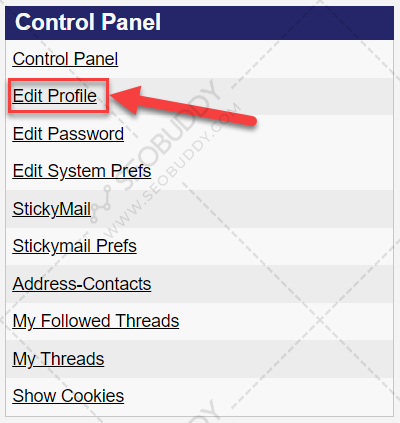 Control Panel
Control Panel
Edit Profile
Edit Password
Edit System Prefs
StickyMail
Stickymail Prefs
Address-Contacts
My Followed Threads
My Threads
Show Cookies
SEOBUDDY
WWW.SEOBUDDY.COM